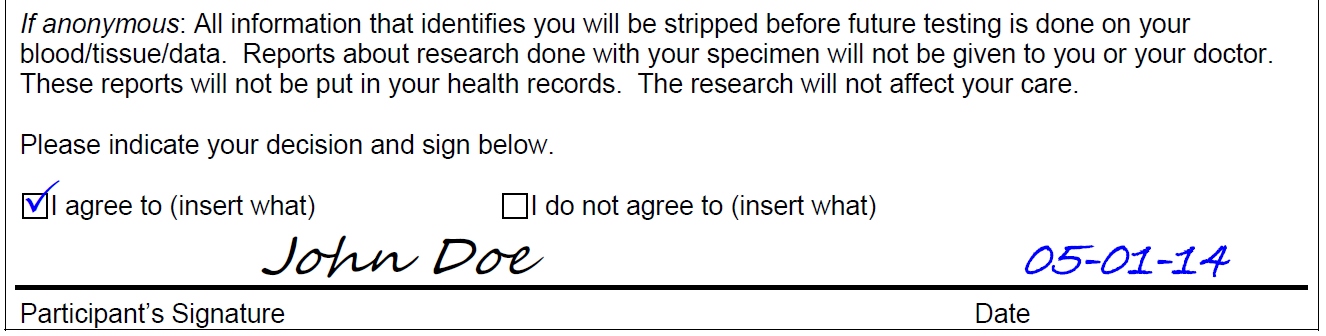 If anonymous: All information that identifies you will be stripped before future testing is done on your
blood/tissue/data.  Reports about research done with your specimen will not be given to you or your doctor.
These reports will not be put in your health records.  The research will not affect your care.
Please indicate your decision and sign below.
I agree to (insert what) I do not agree to (insert what)
John Doe 05-01-14
Participant’s Signature Date